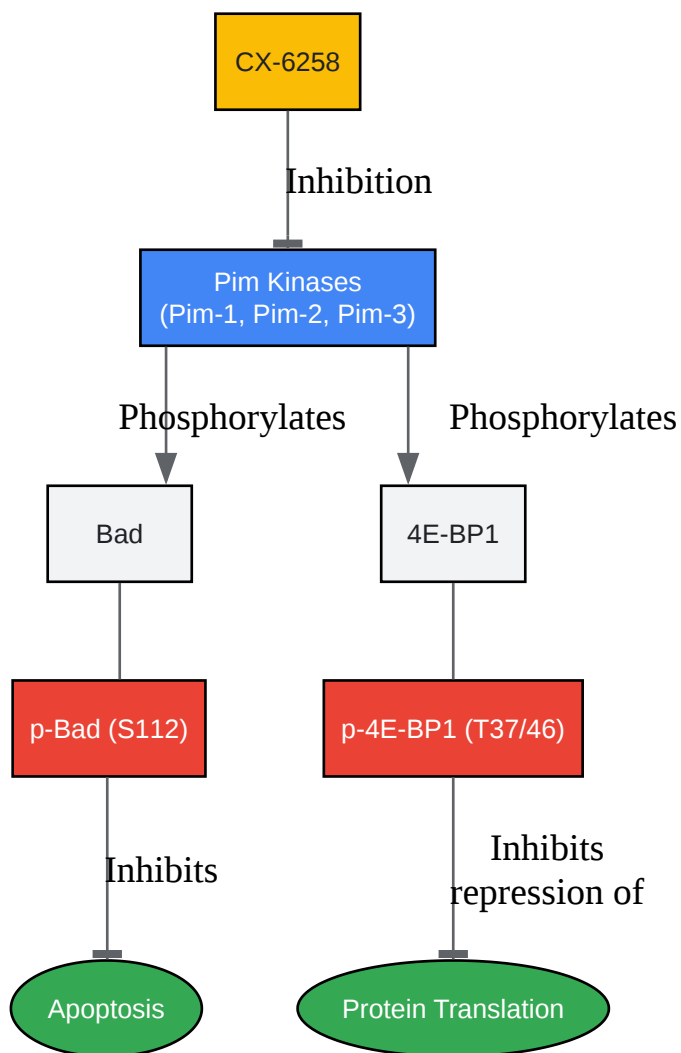 CX-6258
Inhibition
Pim Kinases
(Pim-1, Pim-2, Pim-3)
Phosphorylates
Phosphorylates
Bad
4E-BP1
p-Bad (S112)
p-4E-BP1 (T37/46)
Inhibits
Inhibits
repression of
Apoptosis
Protein Translation